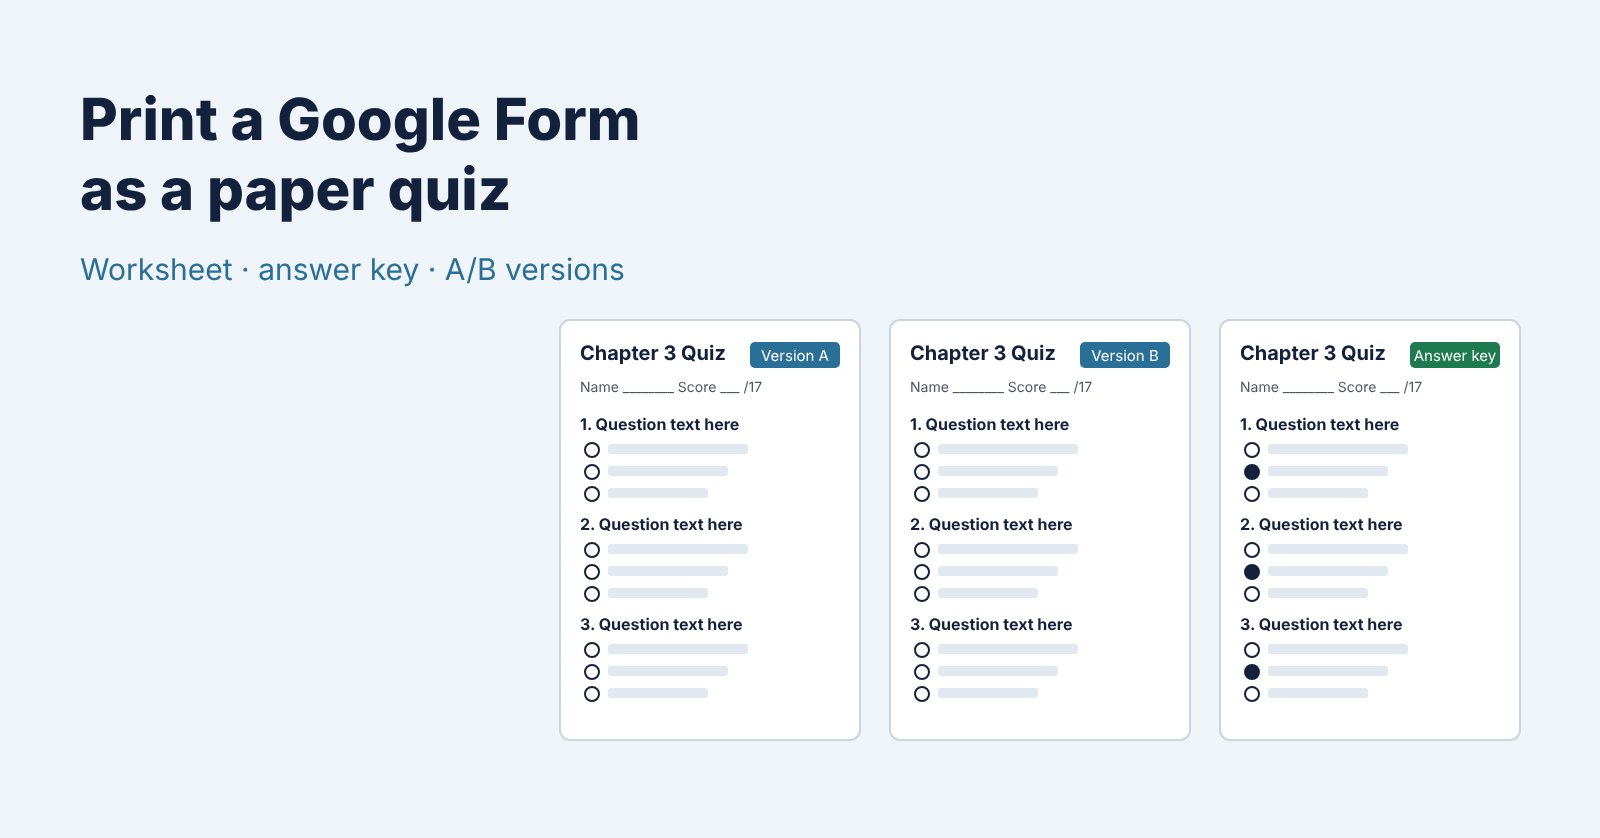 Print a Google Form
as a paper quiz
Worksheet · answer key · A/B versions
Chapter 3 Quiz Version A
Name ________ Score ___ /17
1. Question text here
2. Question text here
3. Question text here
Chapter 3 Quiz Version B
Name ________ Score ___ /17
1. Question text here
2. Question text here
3. Question text here
Chapter 3 Quiz Answer key
Name ________ Score ___ /17
1. Question text here
2. Question text here
3. Question text here